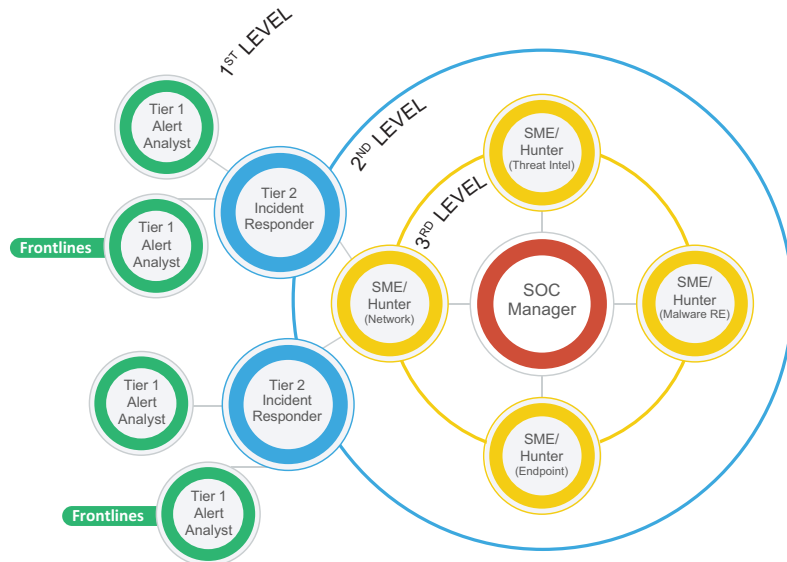 1ST LEVEL
Tier 1
Alert
Analyst
2ND LEVEL
SME/
Hunter
(Threat Intel)
Tier 2
Incident
Responder
3RD LEVEL
Tier 1
Alert
Analyst
Frontlines
SME/
Hunter
(Network)
SOC
Manager
SME/
Hunter
(Malware RE)
Tier 1
Alert
Analyst
Tier 2
Incident
Responder
SME/
Hunter
(Endpoint)
Tier 1
Alert
Analyst
Frontlines